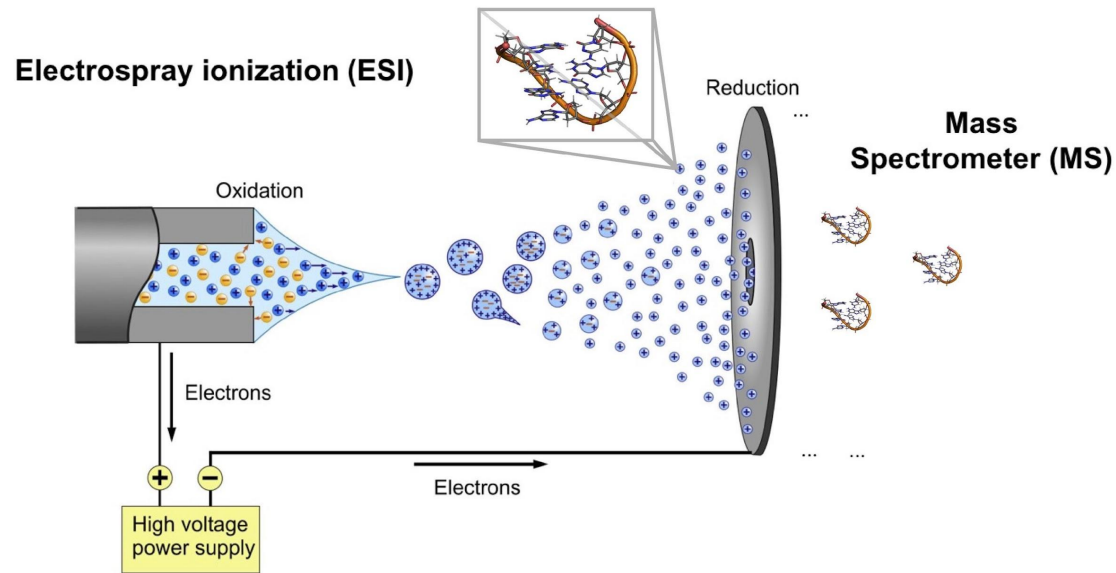 Electrospray ionization (ESI)
Reduction
...
Mass
Spectrometer (MS)
Oxidation
Electrons
+
−
Electrons
... ...
High voltage
power supply